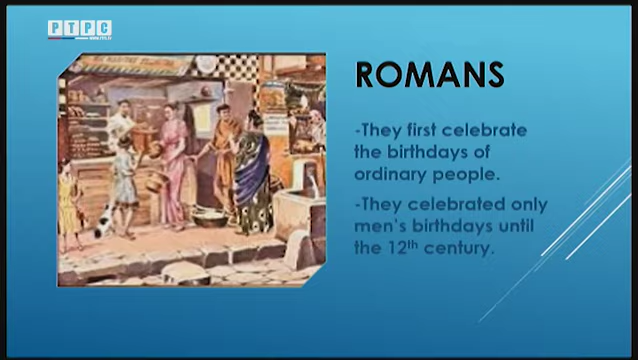 PTPC
ROMANS
-They first celebrate
the birthdays of
ordinary people.
-They celebrated only
men's birthdays until
the 12th century.